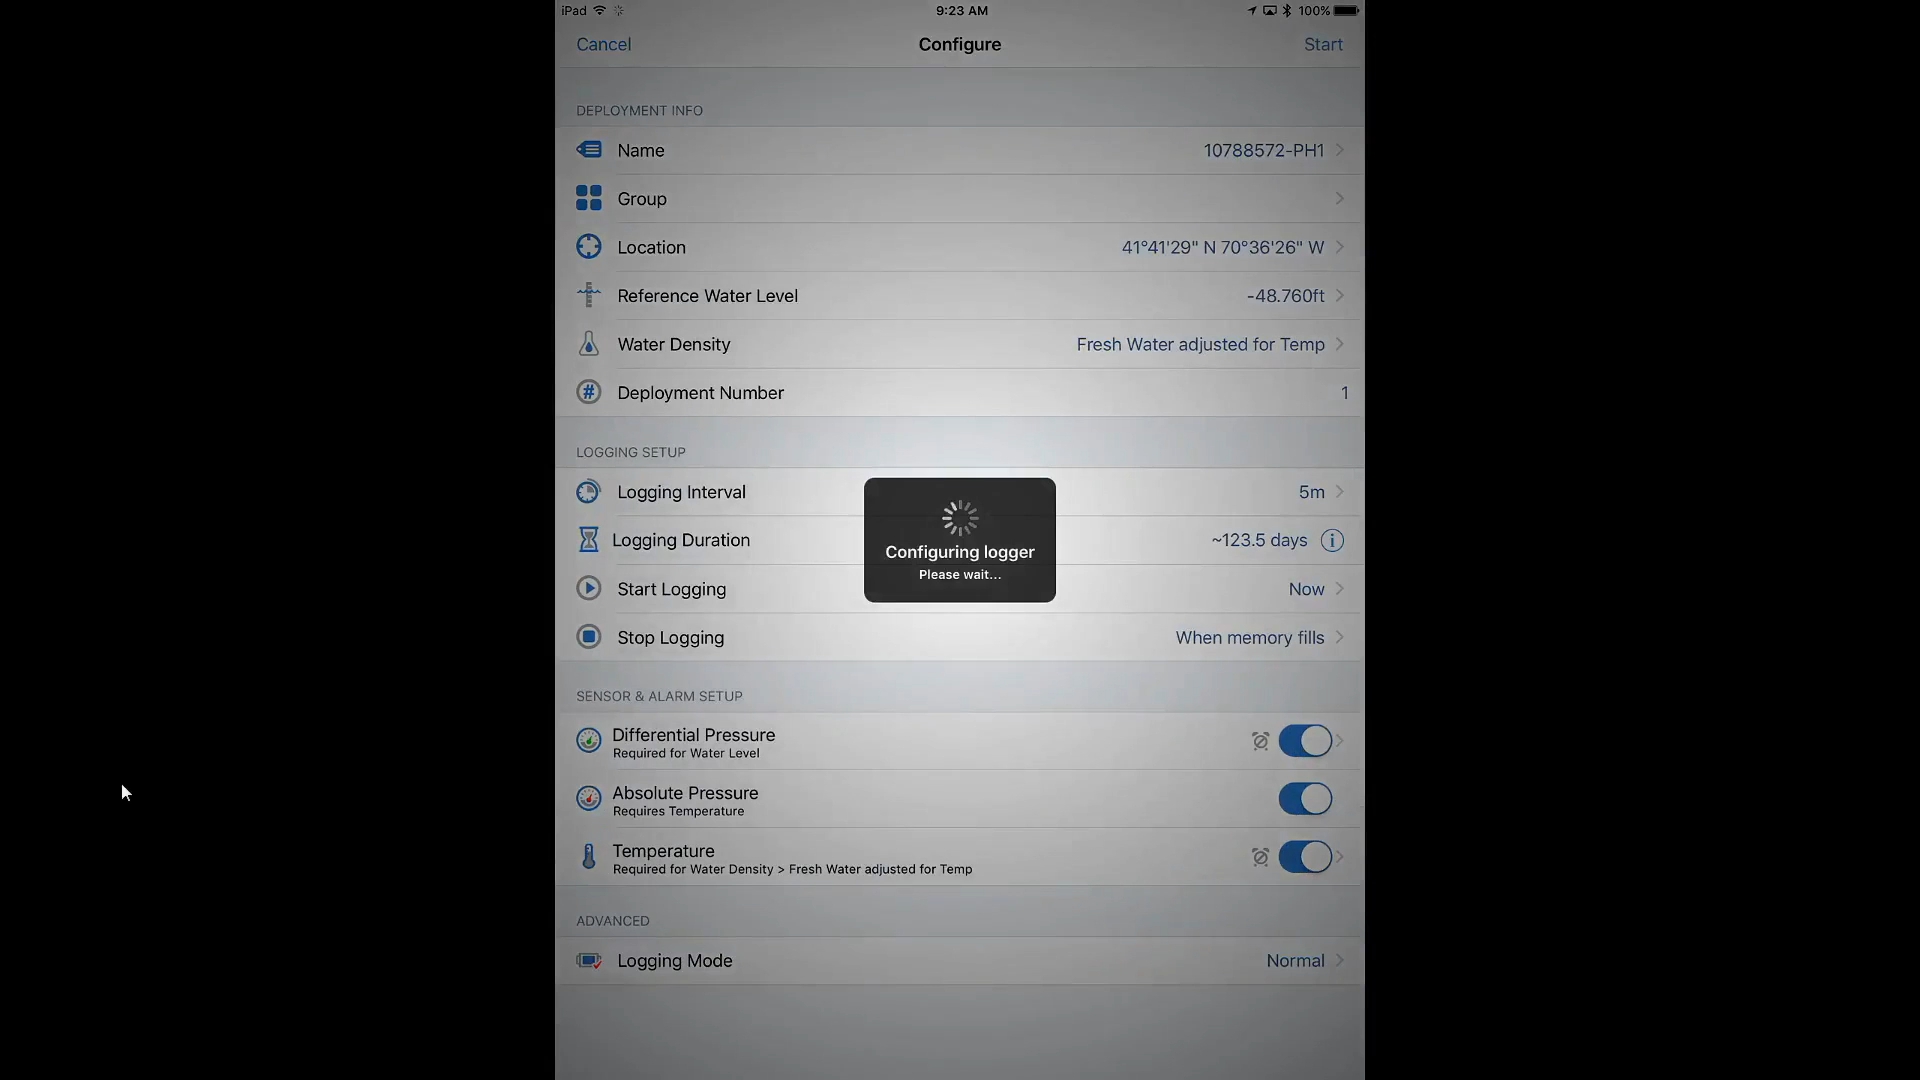 iPad 9:23 AM 100%
Cancel Configure Start
DEPLOYMENT INFO
Name 10788572-PH1
Group
Location 41°41'29" N 70°36'26" W
Reference Water Level -48.760ft
Water Density Fresh Water adjusted for Temp
# Deployment Number 1
LOGGING SETUP
Logging Interval 5m
Logging Duration ~123.5 days i
Configuring logger
Please wait...
Start Logging Now
Stop Logging When memory fills
SENSOR & ALARM SETUP
Differential Pressure
Required for Water Level
Absolute Pressure
Requires Temperature
Temperature
Required for Water Density > Fresh Water adjusted for Temp
ADVANCED
Logging Mode Normal